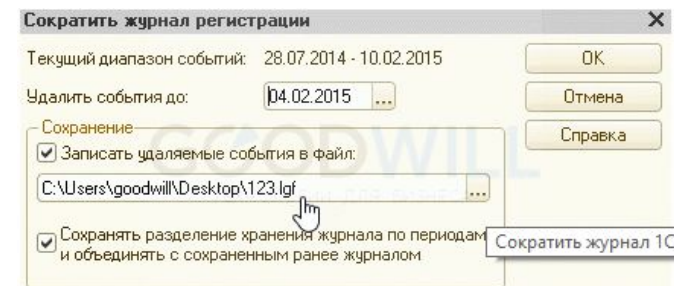 Сократить журнал регистрации
Текущий диапазон событий: 28.07.2014 - 10.02.2015
OK
Удалить события до: 04.02.2015 ...
Отмена
Сохранение
Справка
Записать удаляемые события в файл:
GOODWILL
C:\Users\goodwill\Desktop\123.lgf ...
Сохранять разделение хранения журнала по периодам
и объединять с сохраненным ранее журналом
Сократить журнал 1С